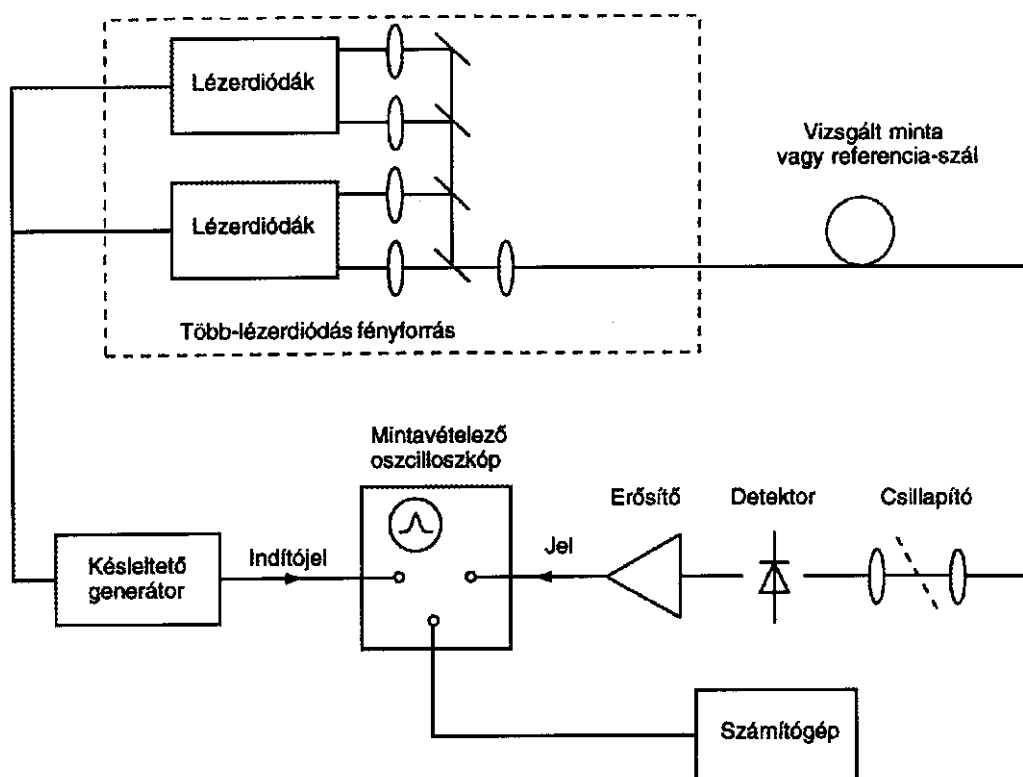 Lézerdiódák
Lézerdiódák
Több-lézerdiódás fényforrás
Vizsgált minta
vagy referencia-szál
Mintavételező
oszcilloszkóp
Késleltető
generátor
Indítójel
Jel
Erősítő
Detektor
Csillapító
Számítógép